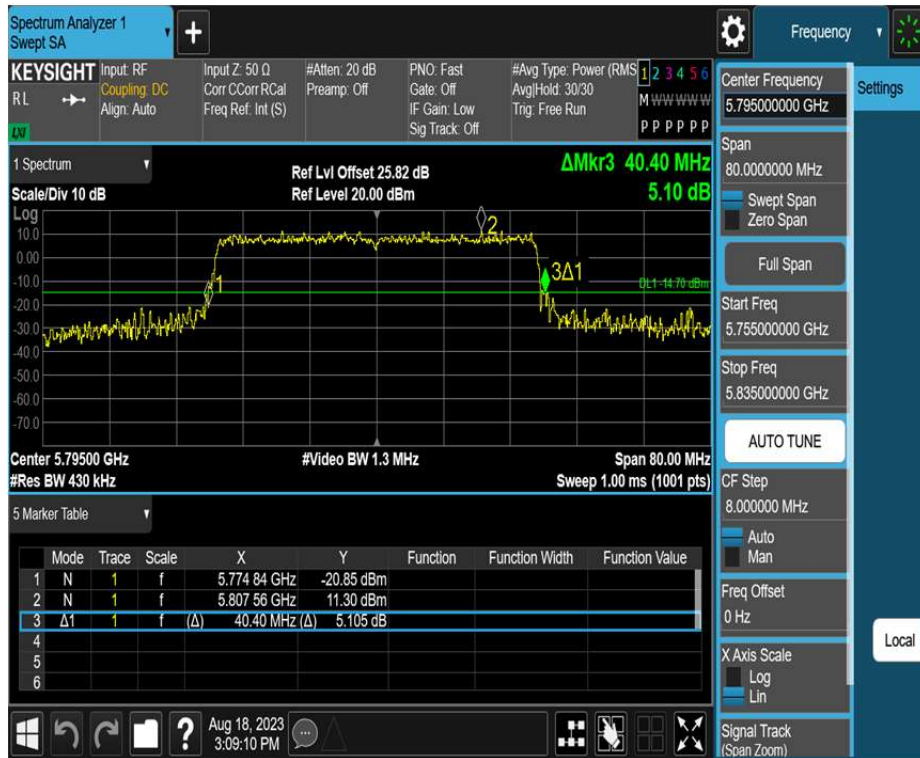 Spectrum Analyzer 1
Swept SA
+
Frequency
KEYSIGHT
RL
LXI
Input: RF
Coupling: DC
Align: Auto
Input Z: 50 Ω
Corr CCorr RCal
Freq Ref: Int (S)
#Atten: 20 dB
Preamp: Off
PNO: Fast
Gate: Off
IF Gain: Low
Sig Track: Off
#Avg Type: Power (RMS
Avg|Hold: 30/30
Trig: Free Run
1 2 3 4 5 6
M W W W W W
P P P P P P
1 Spectrum
Scale/Div 10 dB
Ref Lvl Offset 25.82 dB
Ref Level 20.00 dBm
ΔMkr3 40.40 MHz
5.10 dB
Log
10.0
0.00
-10.0
-20.0
-30.0
-40.0
-50.0
-60.0
-70.0
1
2
3Δ1
DL1 -14.70 dBm
Center 5.79500 GHz
#Video BW 1.3 MHz
Span 80.00 MHz
#Res BW 430 kHz
Sweep 1.00 ms (1001 pts)
5 Marker Table
Mode Trace Scale X Y Function Function Width Function Value
1 N 1 f 5.774 84 GHz -20.85 dBm
2 N 1 f 5.807 56 GHz 11.30 dBm
3 Δ1 1 f (Δ) 40.40 MHz (Δ) 5.105 dB
4
5
6
?
Aug 18, 2023
3:09:10 PM
Center Frequency
5.795000000 GHz
Span
80.0000000 MHz
Swept Span
Zero Span
Full Span
Start Freq
5.755000000 GHz
Stop Freq
5.835000000 GHz
AUTO TUNE
CF Step
8.000000 MHz
Auto
Man
Freq Offset
0 Hz
X Axis Scale
Log
Lin
Signal Track
(Span Zoom)
Settings
Local